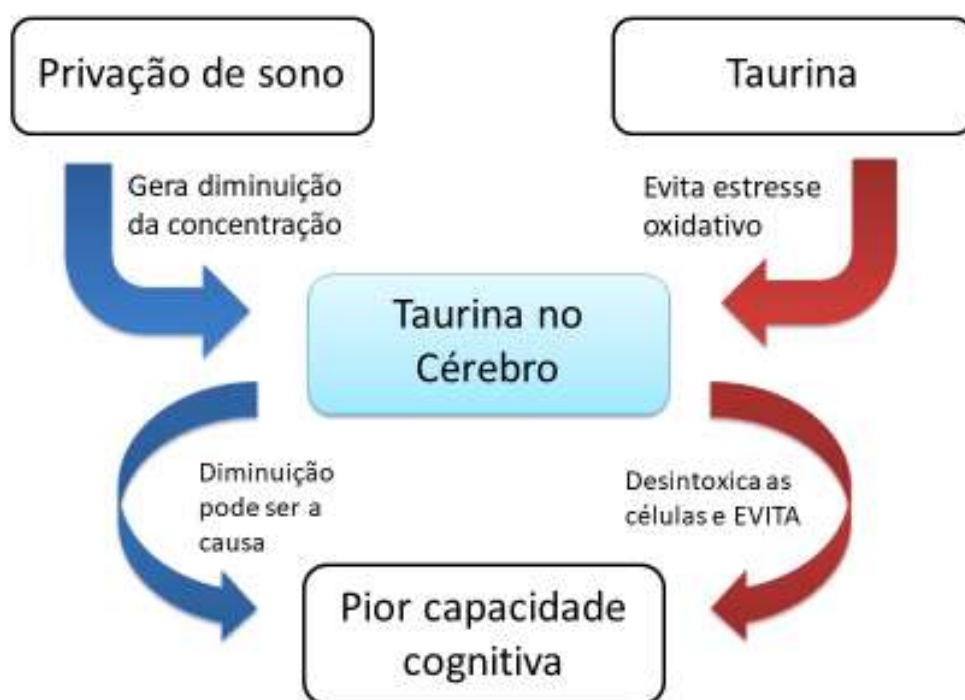 Privação de sono
Taurina
Gera diminuição
da concentração
Evita estresse
oxidativo
Taurina no
Cérebro
Diminuição
pode ser a
causa
Desintoxica as
células e EVITA
Pior capacidade
cognitiva